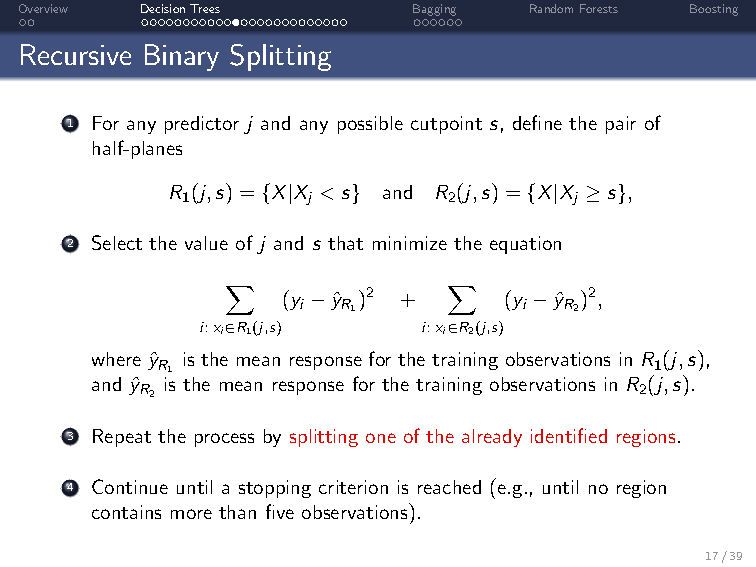 Overview Decision Trees Bagging Random Forests Boosting
Recursive Binary Splitting
1 For any predictor j and any possible cutpoint s, define the pair of
half-planes
R₁(j, s) = {X|Xⱼ < s} and R₂(j, s) = {X|Xⱼ ≥ s},
2 Select the value of j and s that minimize the equation
∑ (yᵢ − ŷ_R₁)² + ∑ (yᵢ − ŷ_R₂)²,
i: xᵢ∈R₁(j,s) i: xᵢ∈R₂(j,s)
where ŷ_R₁ is the mean response for the training observations in R₁(j, s),
and ŷ_R₂ is the mean response for the training observations in R₂(j, s).
3 Repeat the process by splitting one of the already identified regions.
4 Continue until a stopping criterion is reached (e.g., until no region
contains more than five observations).
17 / 39